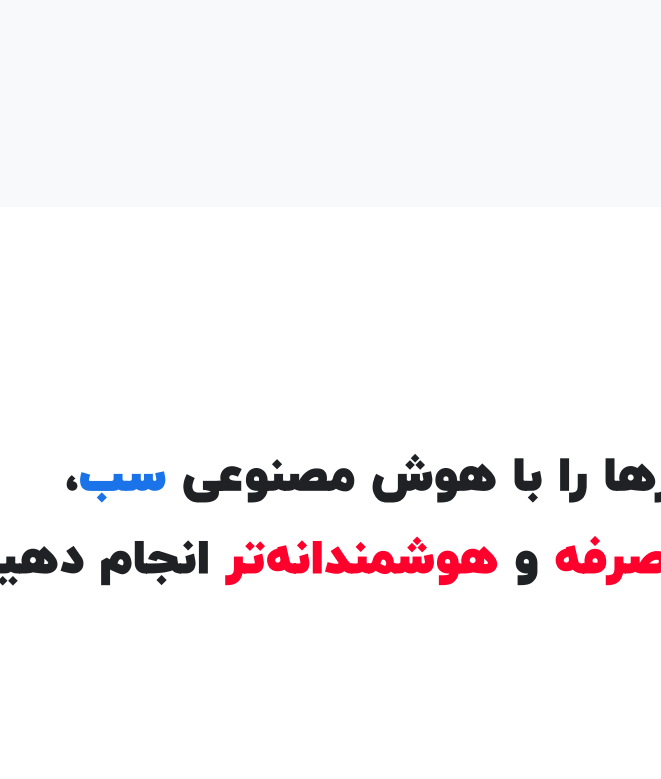 رها را با هوش مصنوعی سب،
صرفه و هوشمندانه‌تر انجام دهی